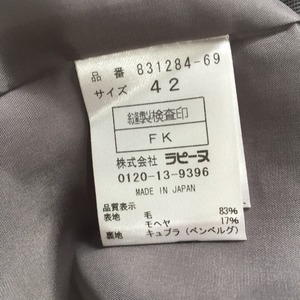 品番 831284-69
サイズ 42
縫製検査印
FK
株式会社 ラピーヌ
0120-13-9396
MADE IN JAPAN
品質表示
表地 毛 83%
モヘヤ 17%
裏地 キュプラ(ベンベルグ)